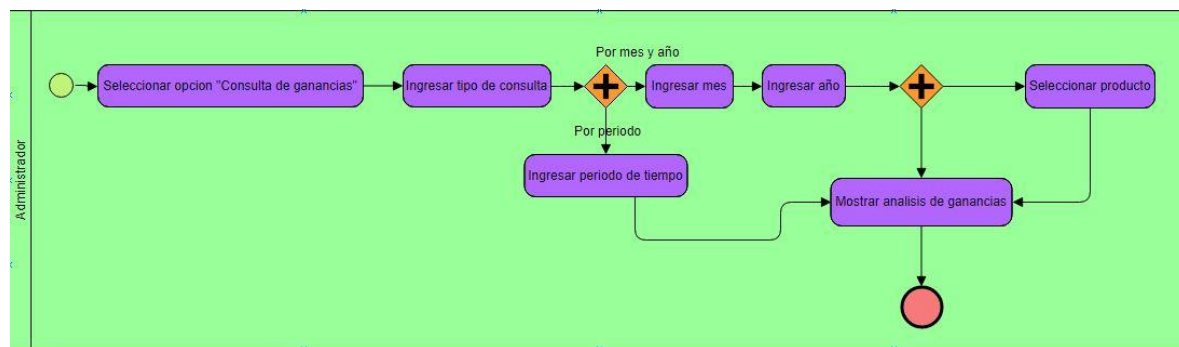 Administrador
Por mes y año
Seleccionar opcion "Consulta de ganancias"
Ingresar tipo de consulta
Ingresar mes
Ingresar año
Seleccionar producto
Por periodo
Ingresar periodo de tiempo
Mostrar analisis de ganancias